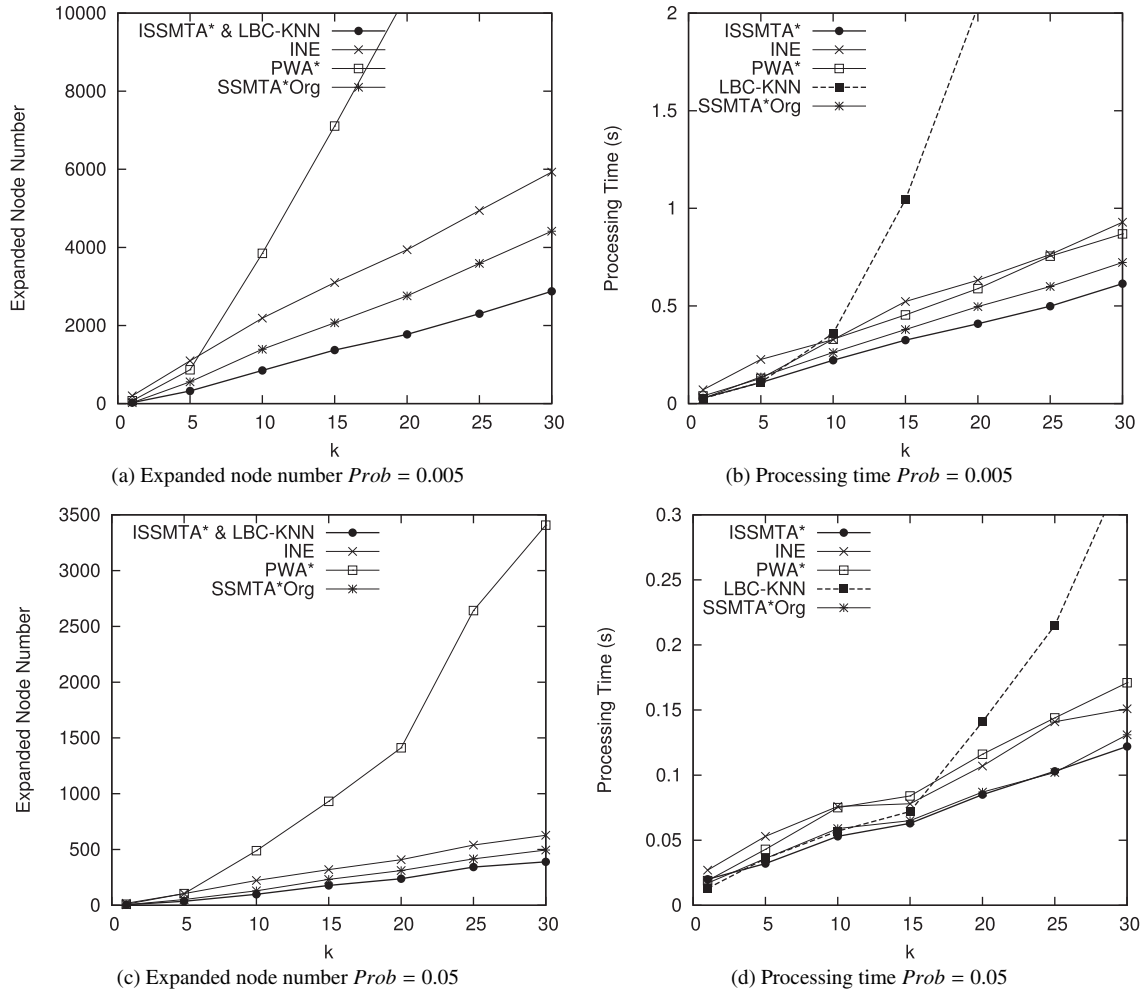 ISSMTA* & LBC-KNN
INE
PWA*
SSMTA*Org
10000
8000
6000
4000
2000
0
Expanded Node Number
0 5 10 15 20 25 30
k
(a) Expanded node number Prob = 0.005
ISSMTA*
INE
PWA*
LBC-KNN
SSMTA*Org
2
1.5
1
0.5
0
Processing Time (s)
0 5 10 15 20 25 30
k
(b) Processing time Prob = 0.005
ISSMTA* & LBC-KNN
INE
PWA*
SSMTA*Org
3500
3000
2500
2000
1500
1000
500
0
Expanded Node Number
0 5 10 15 20 25 30
k
(c) Expanded node number Prob = 0.05
ISSMTA*
INE
PWA*
LBC-KNN
SSMTA*Org
0.3
0.25
0.2
0.15
0.1
0.05
0
Processing Time (s)
0 5 10 15 20 25 30
k
(d) Processing time Prob = 0.05